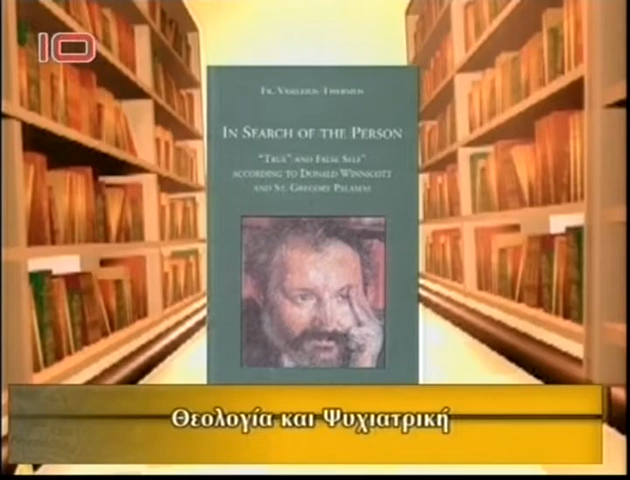 10
FR. VASILEIOS THERMOS
IN SEARCH OF THE PERSON
"TRUE" AND FALSE SELF"
ACCORDING TO DONALD WINNICOTT
AND ST. GREGORY PALAMAS
Θεολογία και Ψυχιατρική